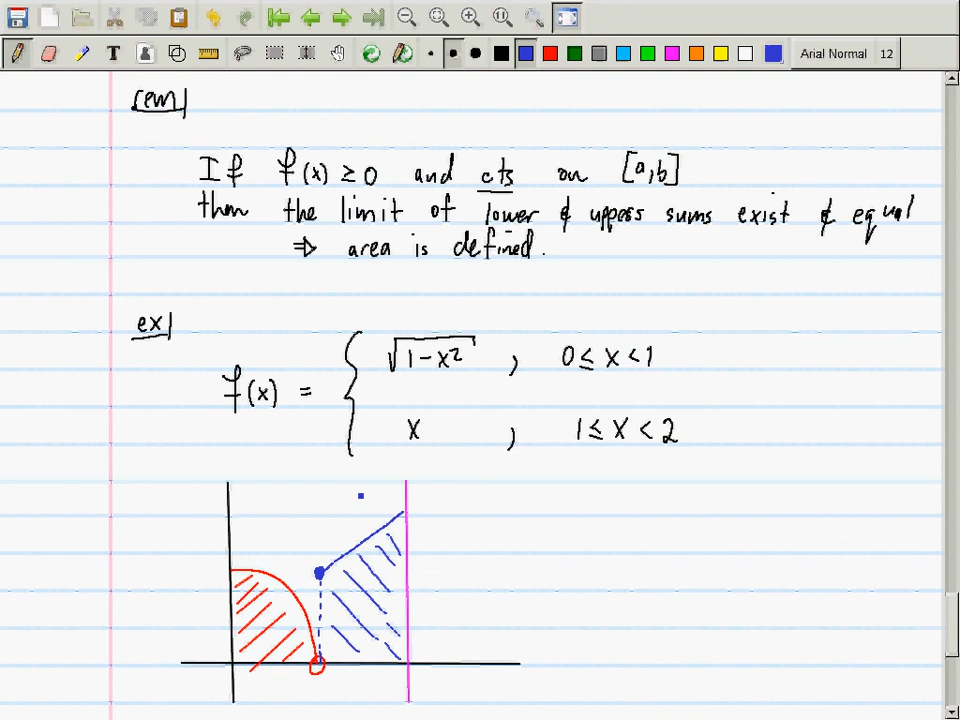 Arial Normal 12
rem
If f(x) ≥ 0 and cts on [a,b]
then the limit of lower & uppers sums exist & equal
⇒ area is defined.
ex
f(x) = { √(1-x²) , 0 ≤ x < 1
x , 1 ≤ x < 2